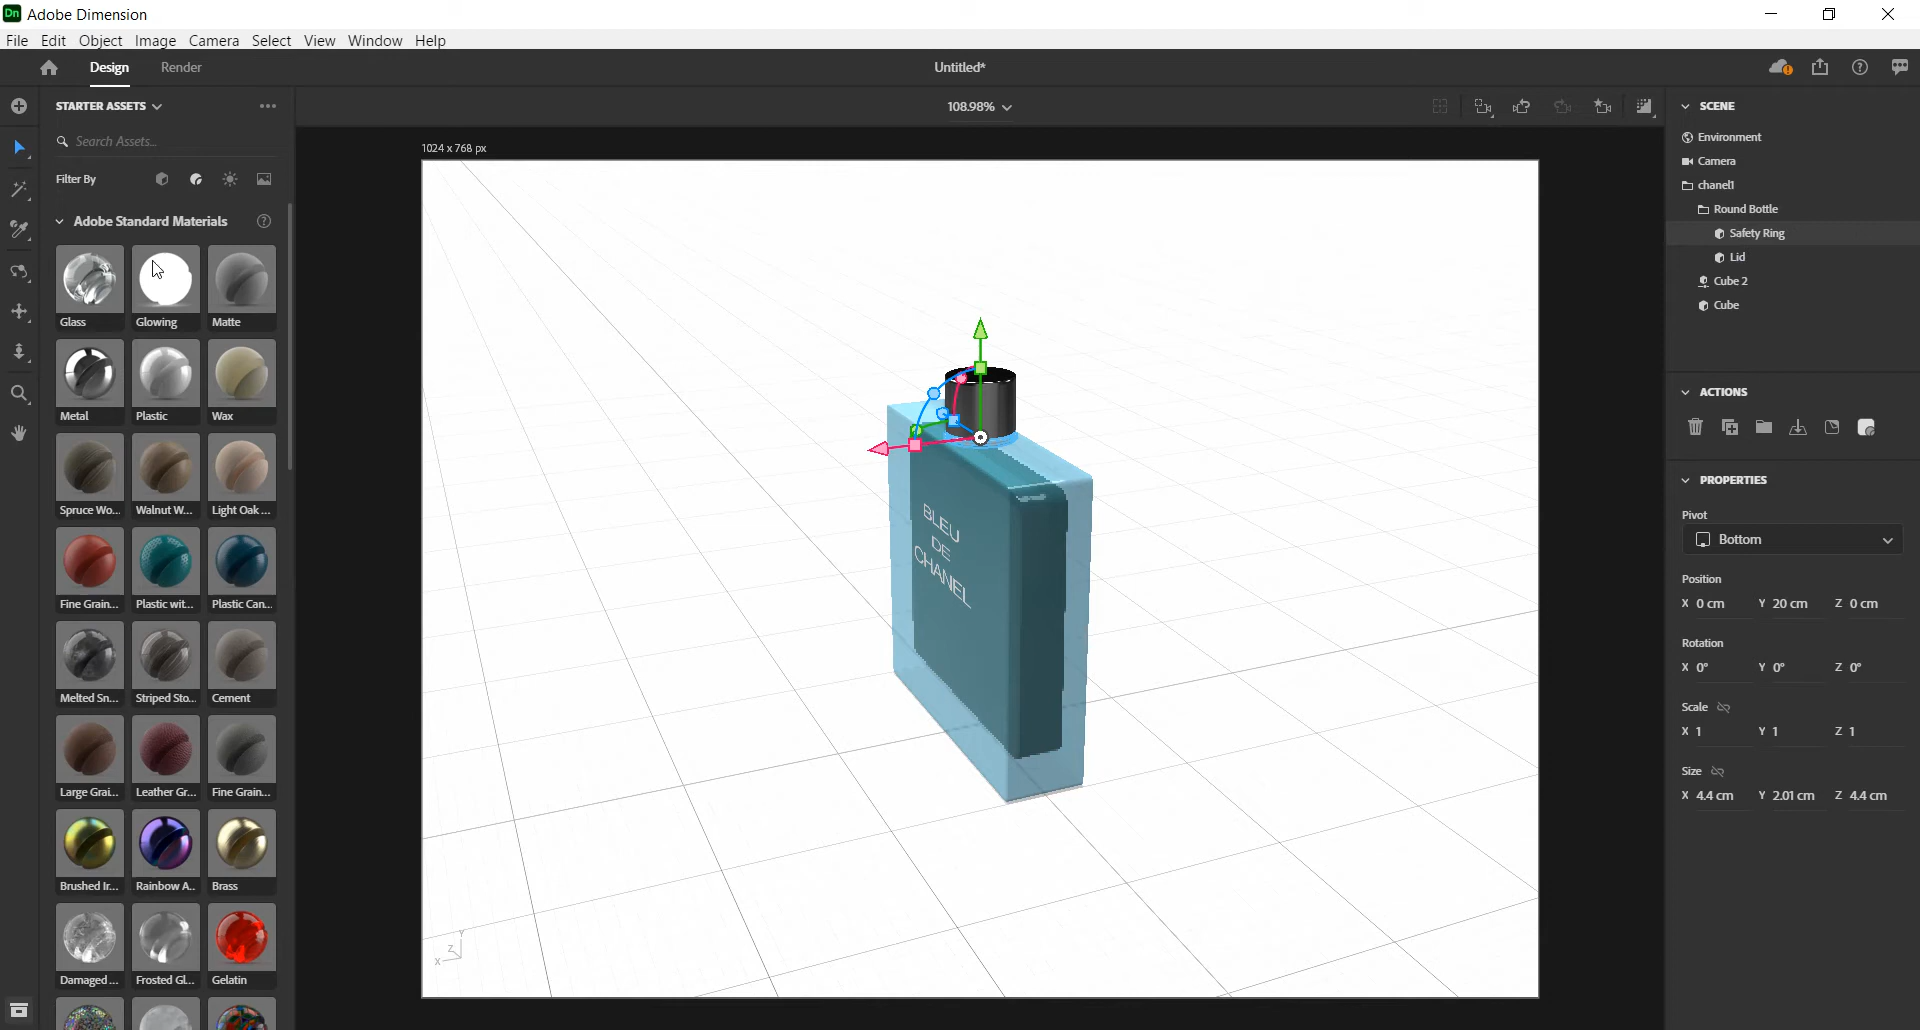 Dn Adobe Dimension
File Edit Object Image Camera Select View Window Help
Design Render Untitled*
STARTER ASSETS
108.98%
Search Assets...
Filter By
1024 x 768 px
Adobe Standard Materials
Glass Glowing Matte
Metal Plastic Wax
Spruce Wo... Walnut W... Light Oak ...
Fine Grain... Plastic wit... Plastic Can...
Melted Sn... Striped Sto... Cement
Large Grai... Leather Gr... Fine Grain...
Brushed Ir... Rainbow A.. Brass
Damaged ... Frosted Gl... Gelatin
BLEU
DE
CHANEL
Y
Z
X
SCENE
Environment
Camera
chanel1
Round Bottle
Safety Ring
Lid
Cube 2
Cube
ACTIONS
PROPERTIES
Pivot
Bottom
Position
X 0 cm Y 20 cm Z 0 cm
Rotation
X 0° Y 0° Z 0°
Scale
X 1 Y 1 Z 1
Size
X 4.4 cm Y 2.01 cm Z 4.4 cm